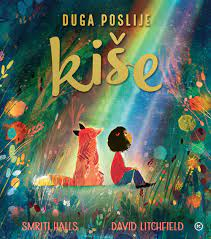 DUGA POSLIJE
kiše
SMRITI HALLS
DAVID LITCHFIELD